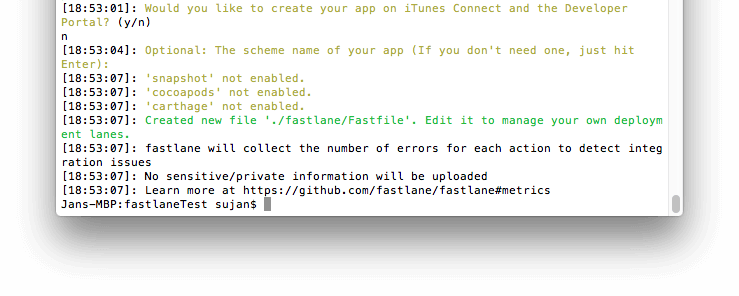 [18:53:01]: Would you like to create your app on iTunes Connect and the Developer
Portal? (y/n)
n
[18:53:04]: Optional: The scheme name of your app (If you don't need one, just hit
Enter):
[18:53:07]: 'snapshot' not enabled.
[18:53:07]: 'cocoapods' not enabled.
[18:53:07]: 'carthage' not enabled.
[18:53:07]: Created new file './fastlane/Fastfile'. Edit it to manage your own deploym
ent lanes.
[18:53:07]: fastlane will collect the number of errors for each action to detect integ
ration issues
[18:53:07]: No sensitive/private information will be uploaded
[18:53:07]: Learn more at https://github.com/fastlane/fastlane#metrics
Jans-MBP:fastlaneTest sujan$